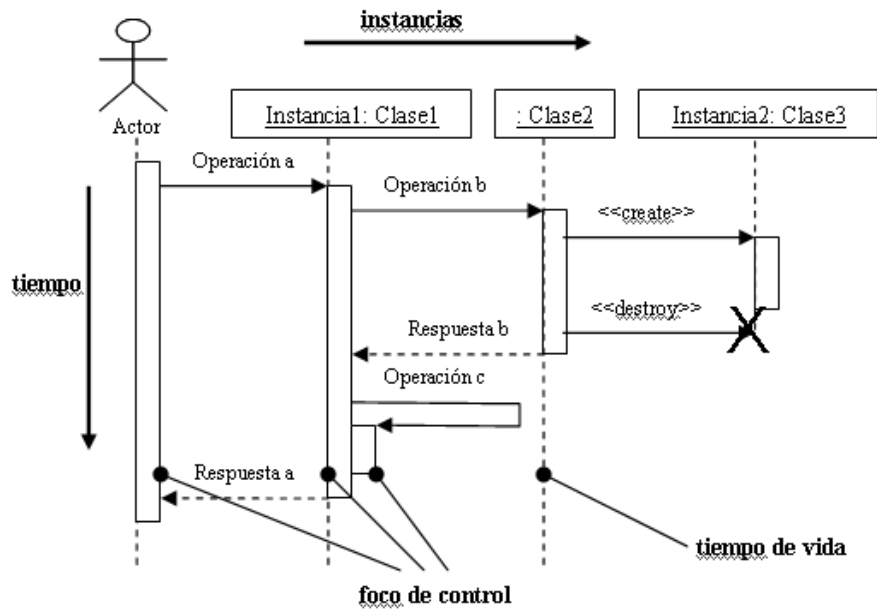 instancias
Actor
Instancia1: Clase1
: Clase2
Instancia2: Clase3
Operación a
Operación b
<<create>>
tiempo
<<destroy>>
Respuesta b
Operación c
Respuesta a
tiempo de vida
foco de control